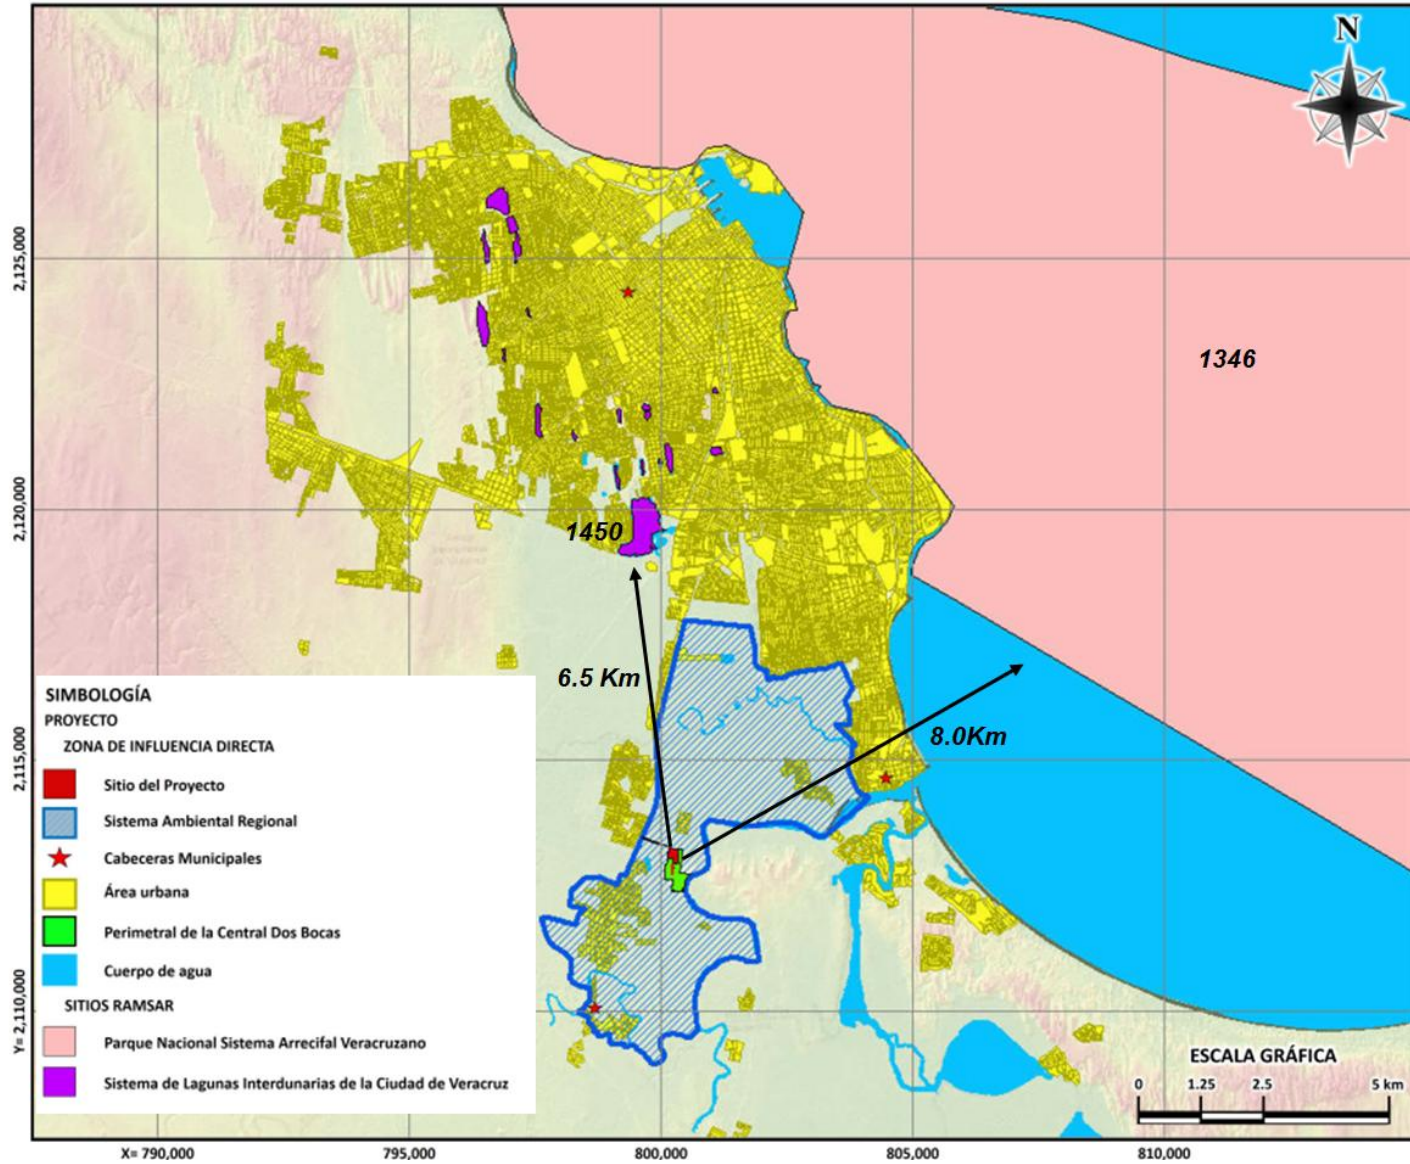 N
2,125,000
1346
2,120,000
1450
6.5 Km
8.0Km
2,115,000
SIMBOLOGÍA
PROYECTO
ZONA DE INFLUENCIA DIRECTA
Sitio del Proyecto
Sistema Ambiental Regional
Cabeceras Municipales
Área urbana
Perimetral de la Central Dos Bocas
Cuerpo de agua
SITIOS RAMSAR
Parque Nacional Sistema Arrecifal Veracruzano
Sistema de Lagunas Interdunarias de la Ciudad de Veracruz
Y= 2,110,000
ESCALA GRÁFICA
0 1.25 2.5 5 km
X= 790,000 795,000 800,000 805,000 810,000